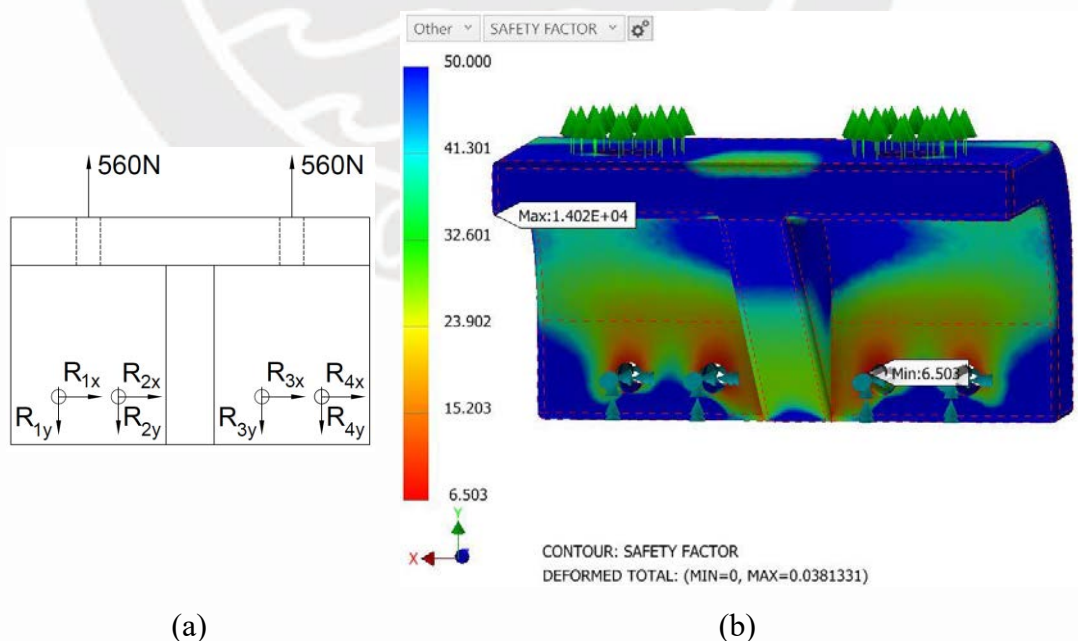 Other SAFETY FACTOR
50.000
41.301
32.601
23.902
15.203
6.503
Max:1.402E+04
Min:6.503
Y
X
CONTOUR: SAFETY FACTOR
DEFORMED TOTAL: (MIN=0, MAX=0.0381331)
560N 560N
R1x R2x R3x R4x
R1y R2y R3y R4y
(a) (b)